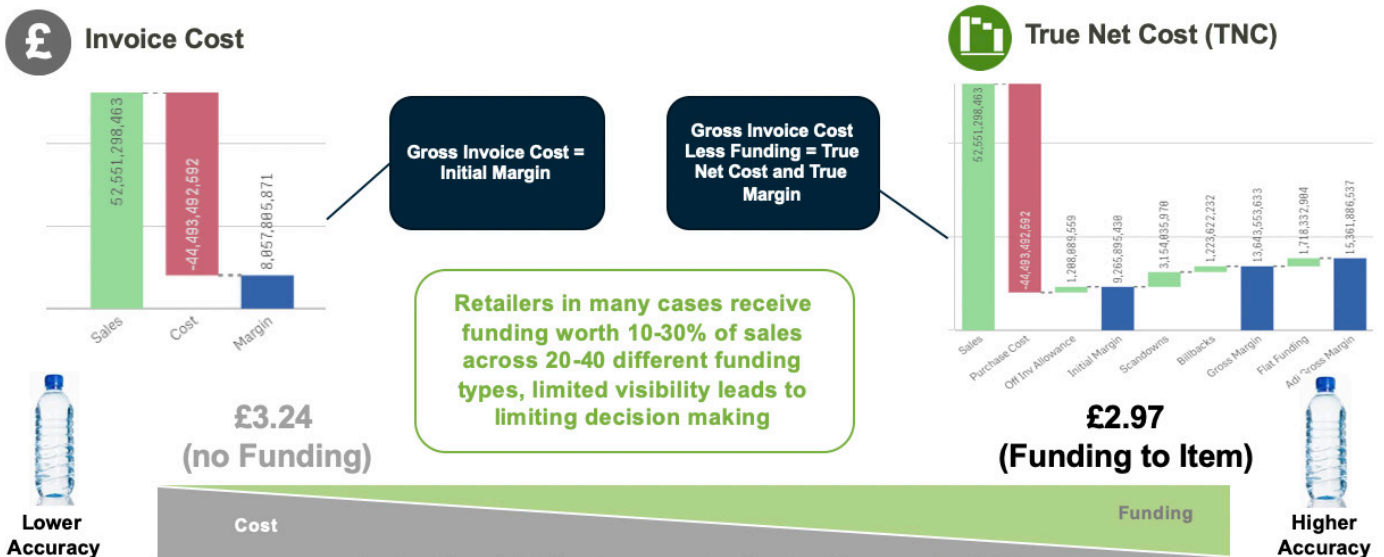 £
Invoice Cost
52,551,298,463
-44,493,492,592
8,057,805,871
Sales
Cost
Margin
Gross Invoice Cost =
Initial Margin
Gross Invoice Cost
Less Funding = True
Net Cost and True
Margin
True Net Cost (TNC)
52,551,298,463
-44,493,492,592
1,208,089,559
9,265,895,430
3,154,035,970
1,223,622,232
13,643,553,633
1,718,332,904
15,361,886,537
Sales
Purchase Cost
Off Inv Allowance
Initial Margin
Scandowns
Billbacks
Gross Margin
Flat Funding
Adj Gross Margin
Retailers in many cases receive
funding worth 10-30% of sales
across 20-40 different funding
types, limited visibility leads to
limiting decision making
£3.24
(no Funding)
£2.97
(Funding to Item)
Lower
Accuracy
Cost
Funding
Higher
Accuracy